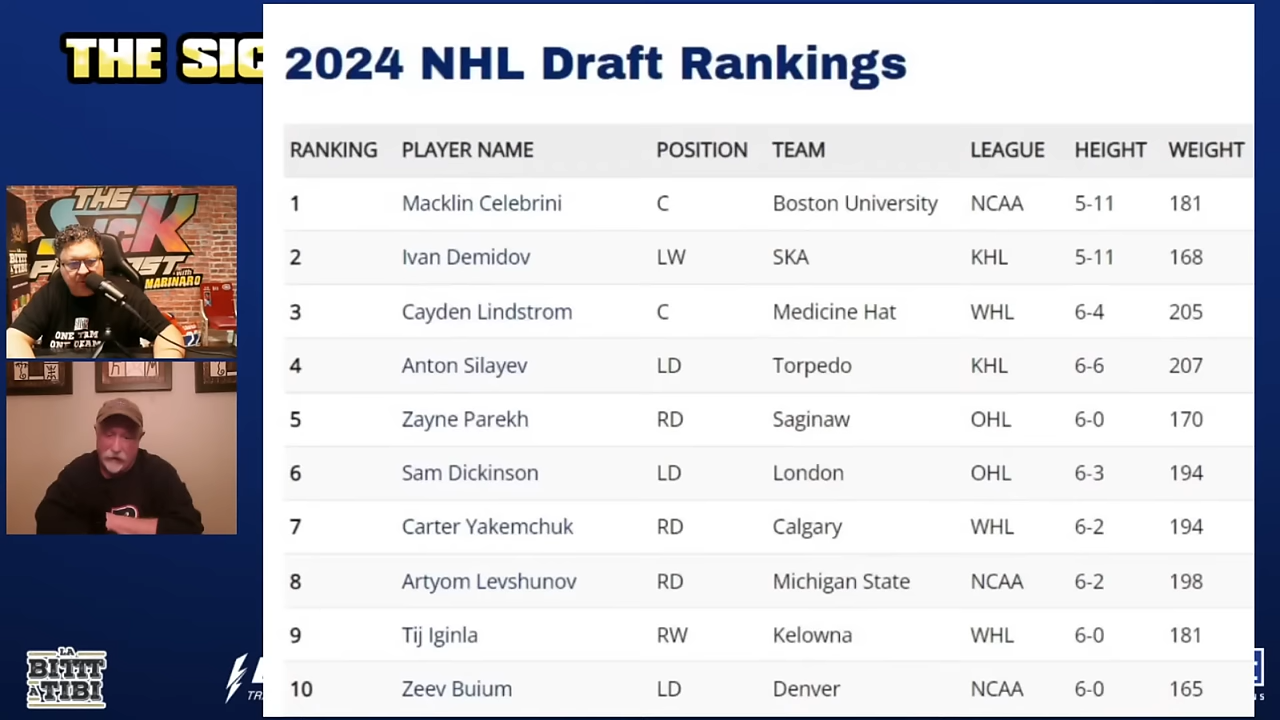 THE SIC
2024 NHL Draft Rankings
RANKING PLAYER NAME POSITION TEAM LEAGUE HEIGHT WEIGHT
1 Macklin Celebrini C Boston University NCAA 5-11 181
2 Ivan Demidov LW SKA KHL 5-11 168
3 Cayden Lindstrom C Medicine Hat WHL 6-4 205
4 Anton Silayev LD Torpedo KHL 6-6 207
5 Zayne Parekh RD Saginaw OHL 6-0 170
6 Sam Dickinson LD London OHL 6-3 194
7 Carter Yakemchuk RD Calgary WHL 6-2 194
8 Artyom Levshunov RD Michigan State NCAA 6-2 198
9 Tij Iginla RW Kelowna WHL 6-0 181
10 Zeev Buium LD Denver NCAA 6-0 165
THE
SICK
PODCAST
with
MARINARO
ONE TEAM
LA
BITTT
À TIBI